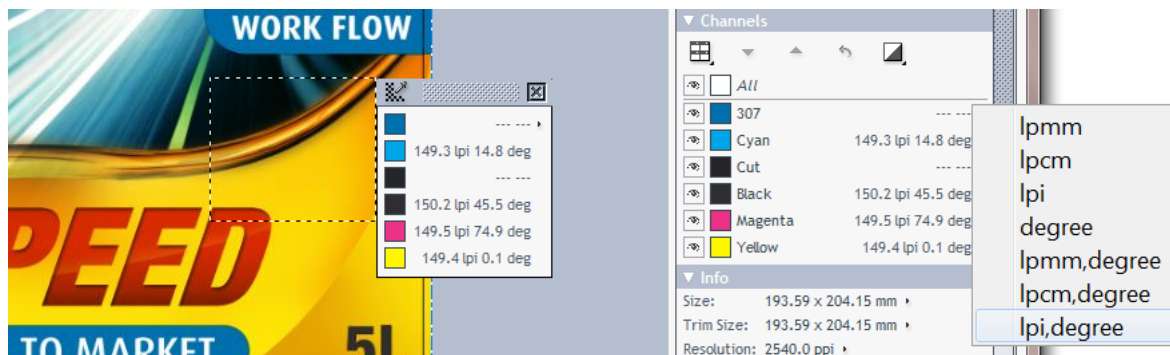 WORK FLOW
PEED
TO MARKET
5L
--- ---
149.3 lpi 14.8 deg
--- ---
150.2 lpi 45.5 deg
149.5 lpi 74.9 deg
149.4 lpi 0.1 deg
Channels
All
307 --- ---
Cyan 149.3 lpi 14.8 deg
Cut --- ---
Black 150.2 lpi 45.5 deg
Magenta 149.5 lpi 74.9 deg
Yellow 149.4 lpi 0.1 deg
Info
Size: 193.59 x 204.15 mm
Trim Size: 193.59 x 204.15 mm
Resolution: 2540.0 ppi
lpmm
lpcm
lpi
degree
lpmm,degree
lpcm,degree
lpi,degree